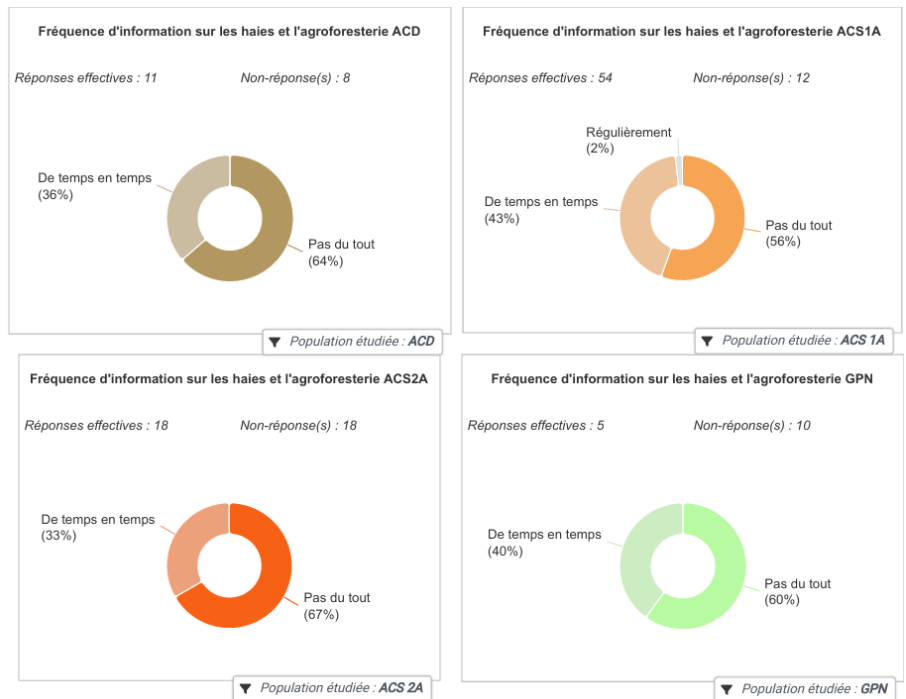 Fréquence d'information sur les haies et l'agroforesterie ACD
Réponses effectives : 11
Non-réponse(s) : 8
De temps en temps
(36%)
Pas du tout
(64%)
Population étudiée : ACD
Fréquence d'information sur les haies et l'agroforesterie ACS1A
Réponses effectives : 54
Non-réponse(s) : 12
Régulièrement
(2%)
De temps en temps
(43%)
Pas du tout
(56%)
Population étudiée : ACS 1A
Fréquence d'information sur les haies et l'agroforesterie ACS2A
Réponses effectives : 18
Non-réponse(s) : 18
De temps en temps
(33%)
Pas du tout
(67%)
Population étudiée : ACS 2A
Fréquence d'information sur les haies et l'agroforesterie GPN
Réponses effectives : 5
Non-réponse(s) : 10
De temps en temps
(40%)
Pas du tout
(60%)
Population étudiée : GPN